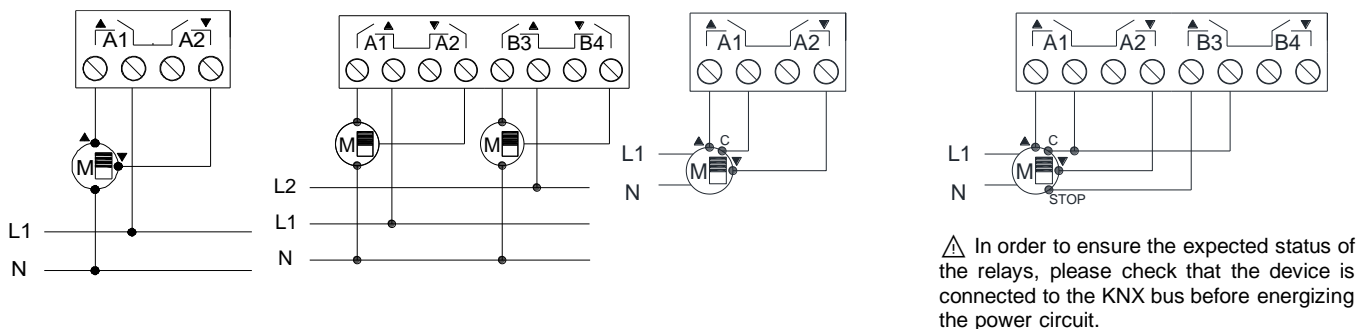 ▲ A1 A2 ▼
M
▲
▼
L1
N
A1 ▲ ▼ A2 B3 ▲ ▼ B4
M M
L2
L1
N
▲ A1 A2 ▼
▲ C
M ▼
L1
N
▲ A1 A2 ▼ ▲ B3 B4 ▼
▲ C
M ▼
L1
N
STOP
⚠ In order to ensure the expected status of
the relays, please check that the device is
connected to the KNX bus before energizing
the power circuit.